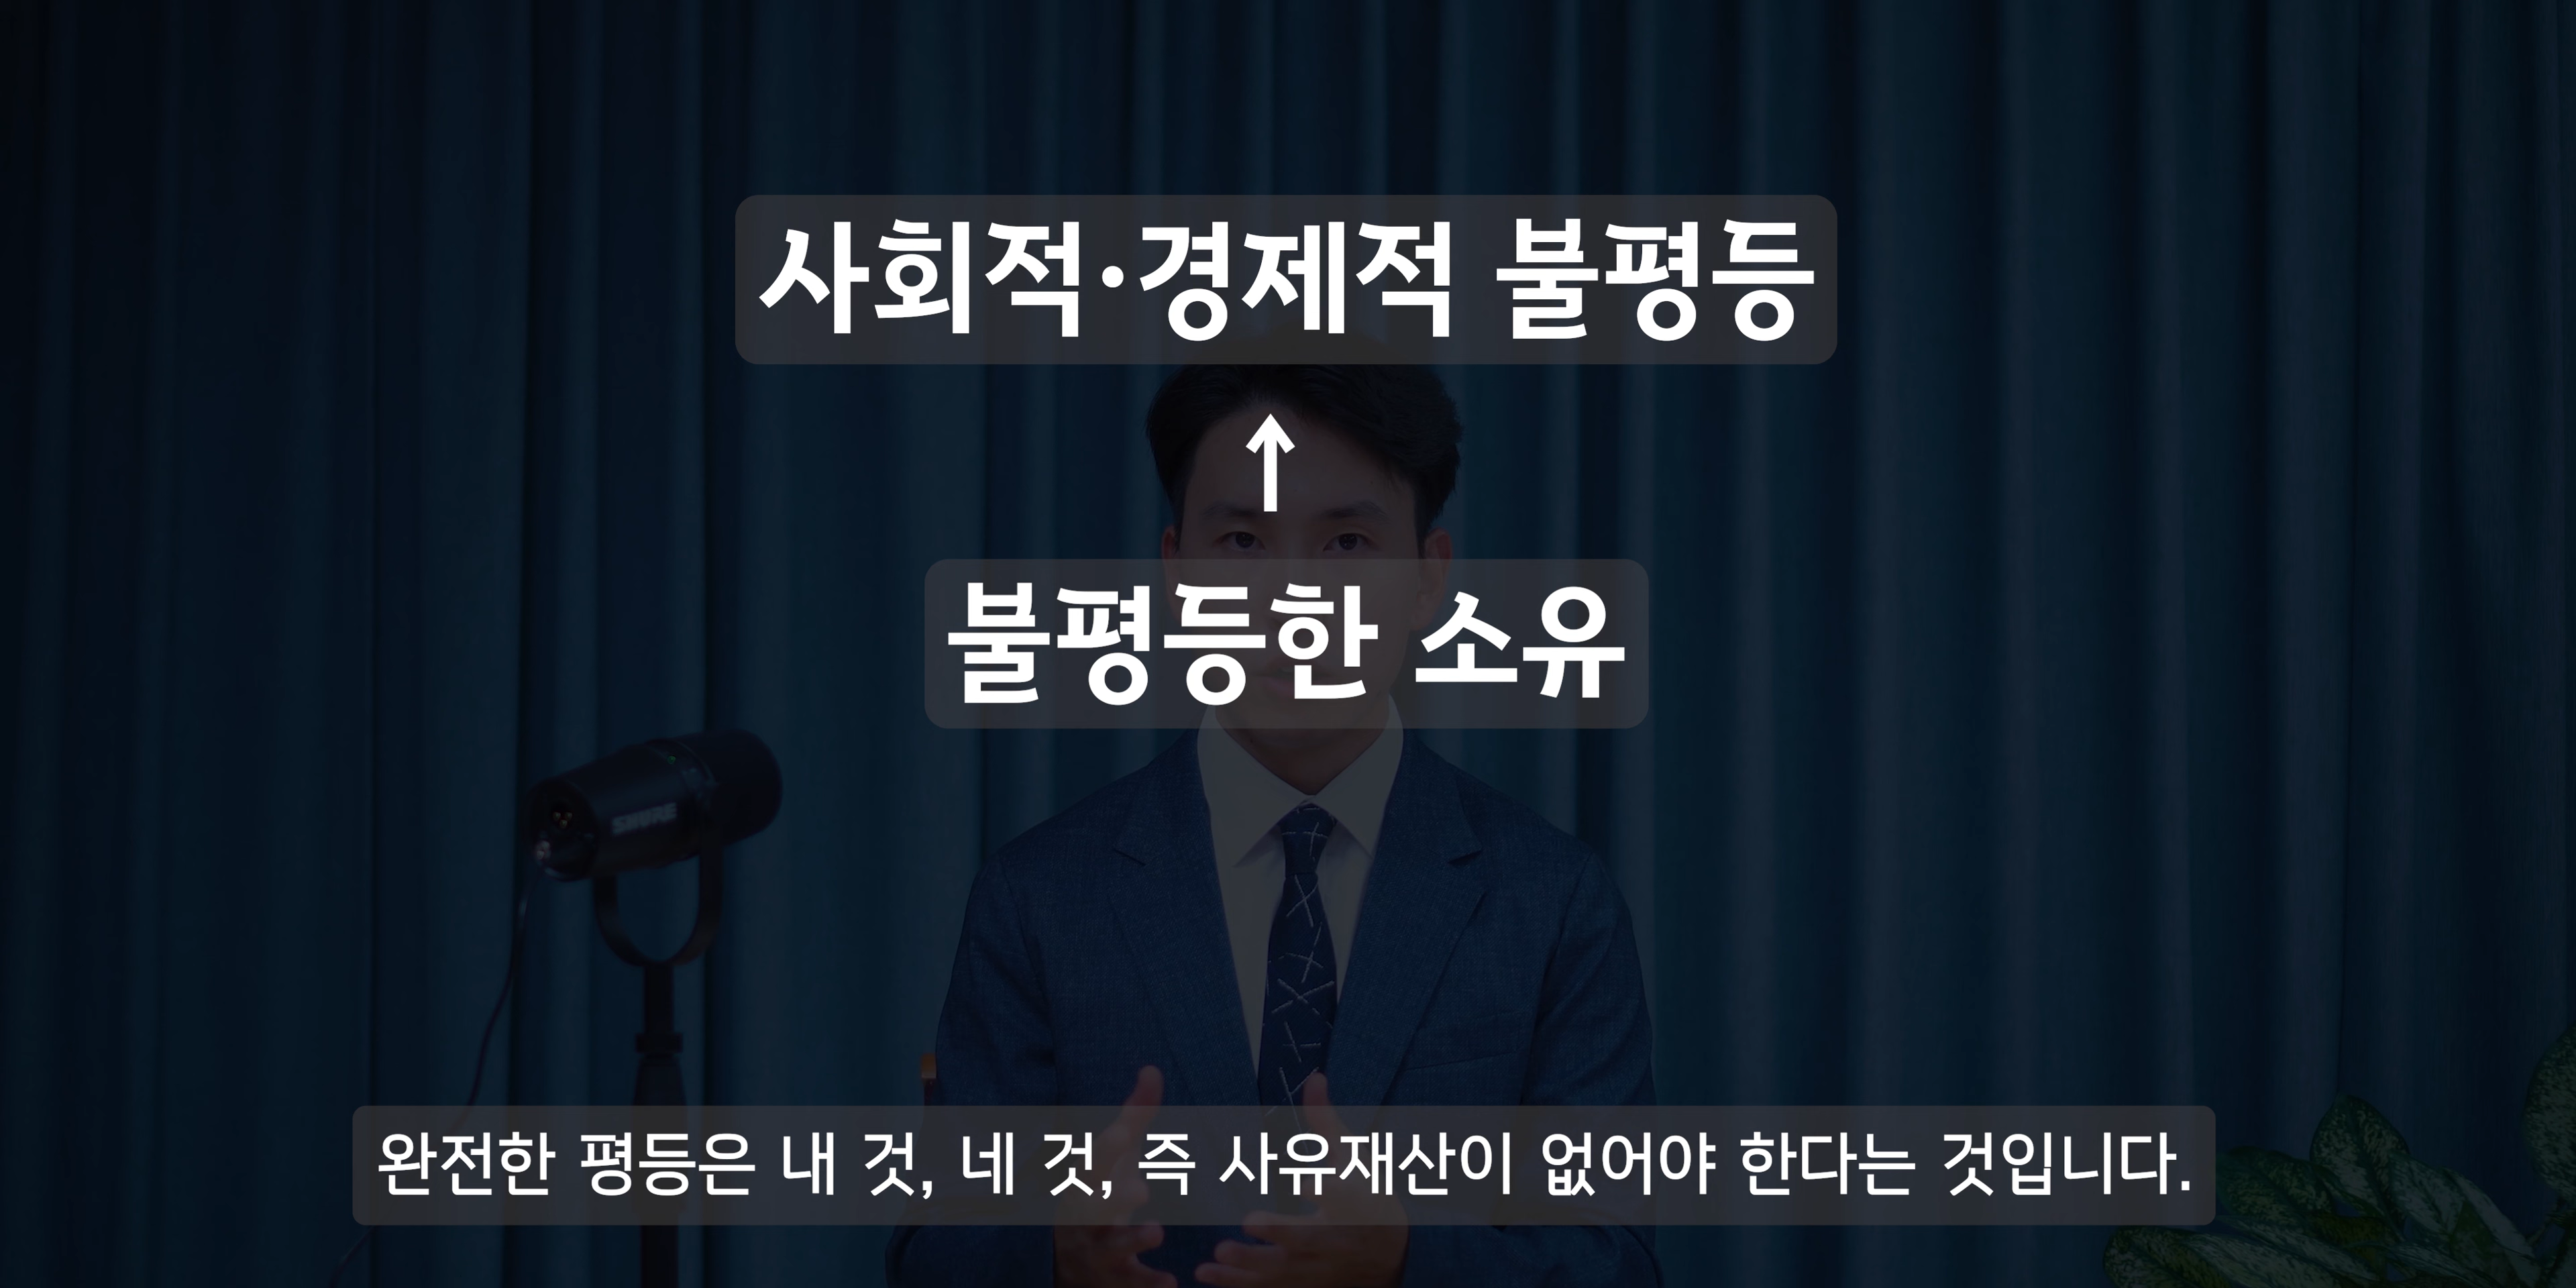 사회적·경제적 불평등
↑
불평등한 소유
SHURE
완전한 평등은 내 것, 네 것, 즉 사유재산이 없어야 한다는 것입니다.